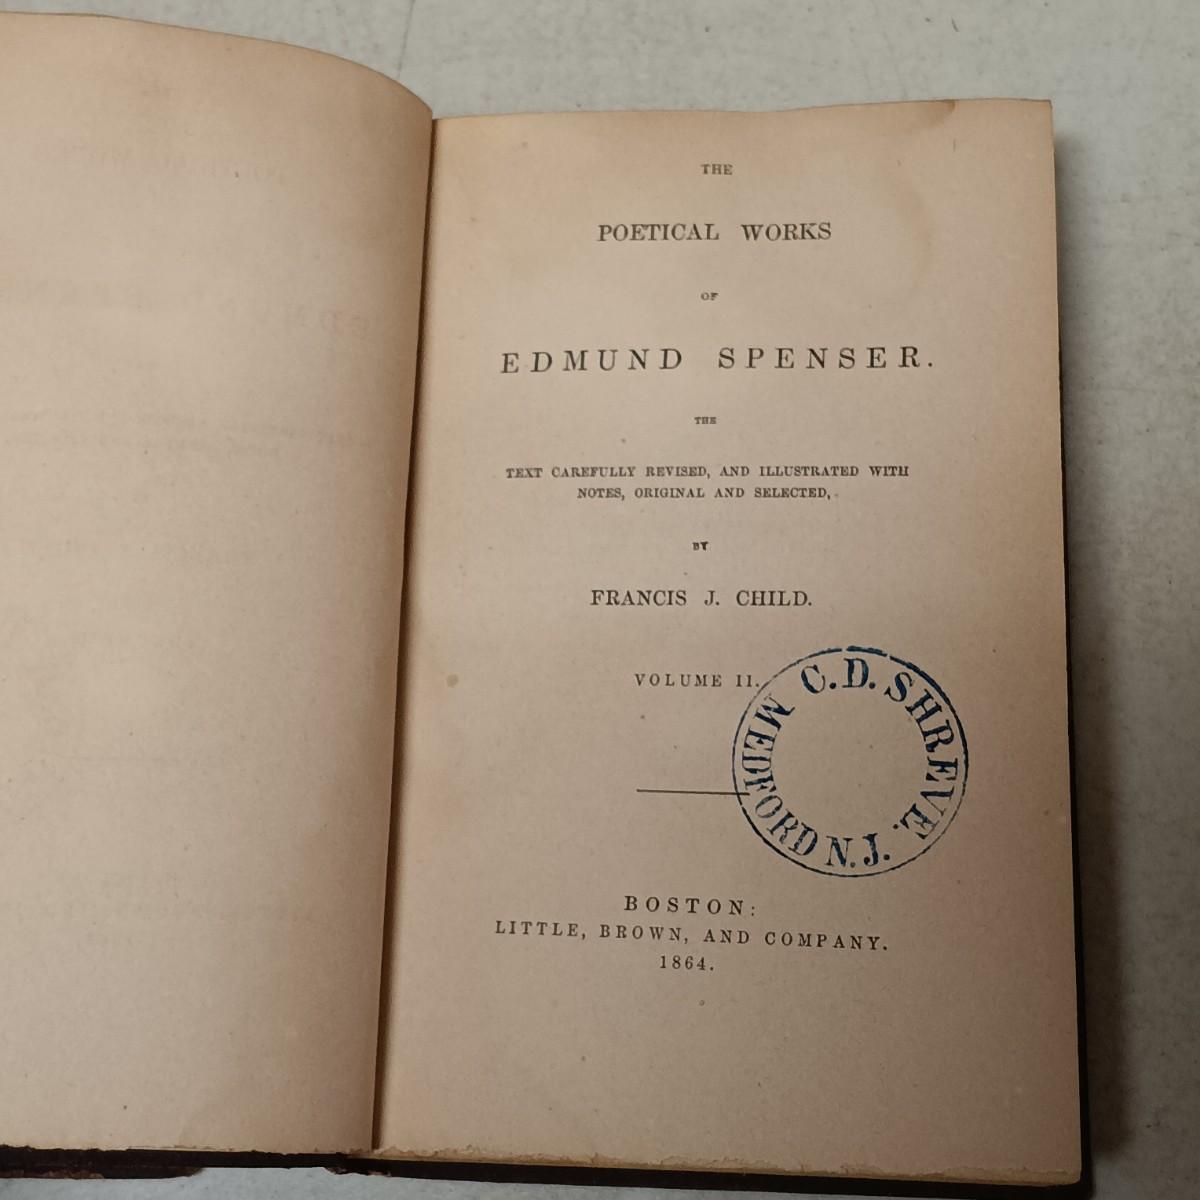 THE
POETICAL WORKS
OF
EDMUND SPENSER.
THE
TEXT CAREFULLY REVISED, AND ILLUSTRATED WITH
NOTES, ORIGINAL AND SELECTED,
BY
FRANCIS J. CHILD.
VOLUME II.
C. D. SHREVE.
MEDFORD N. J.
BOSTON:
LITTLE, BROWN, AND COMPANY.
1864.